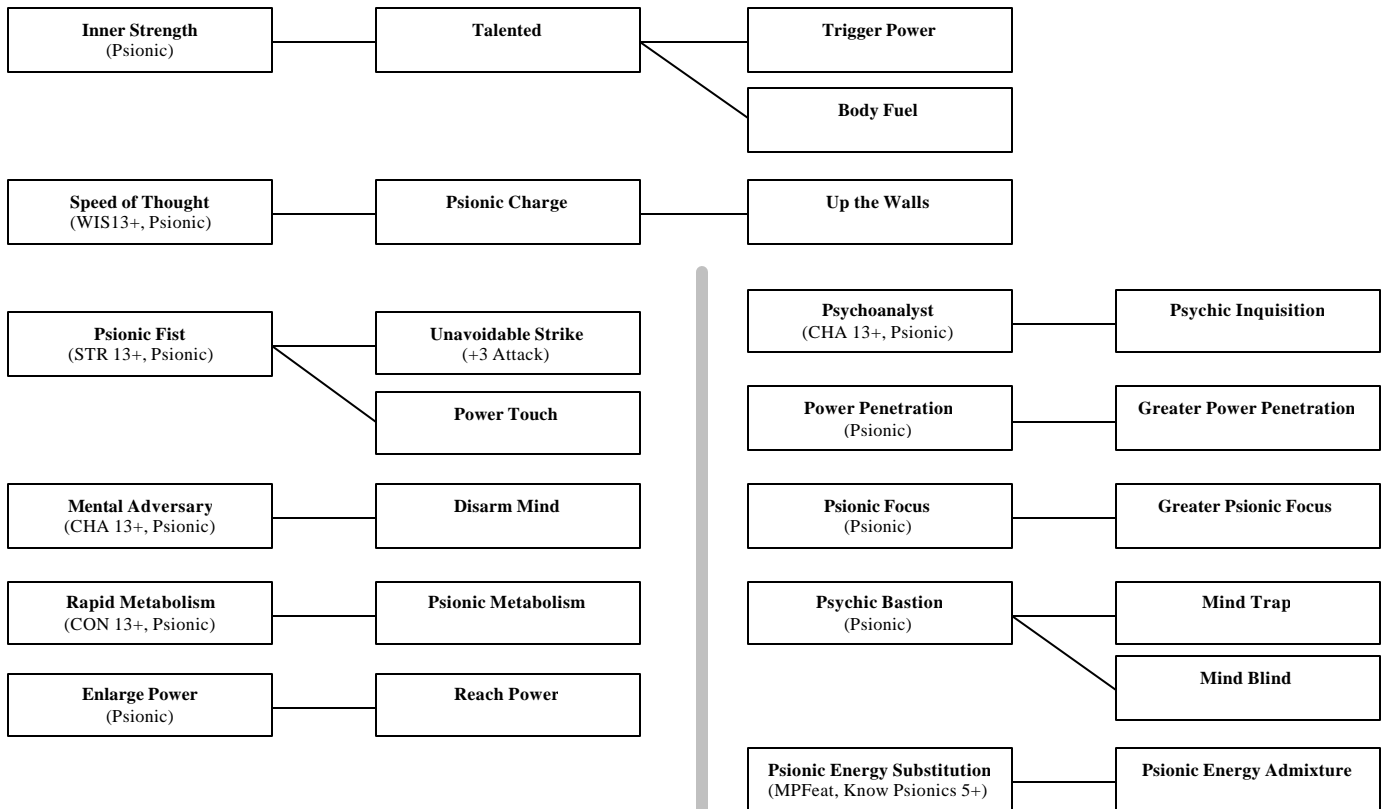 Inner Strength
(Psionic)
Talented
Trigger Power
Body Fuel
Speed of Thought
(WIS13+, Psionic)
Psionic Charge
Up the Walls
Psionic Fist
(STR 13+, Psionic)
Unavoidable Strike
(+3 Attack)
Power Touch
Mental Adversary
(CHA 13+, Psionic)
Disarm Mind
Rapid Metabolism
(CON 13+, Psionic)
Psionic Metabolism
Enlarge Power
(Psionic)
Reach Power
Psychoanalyst
(CHA 13+, Psionic)
Psychic Inquisition
Power Penetration
(Psionic)
Greater Power Penetration
Psionic Focus
(Psionic)
Greater Psionic Focus
Psychic Bastion
(Psionic)
Mind Trap
Mind Blind
Psionic Energy Substitution
(MPFeat, Know Psionics 5+)
Psionic Energy Admixture